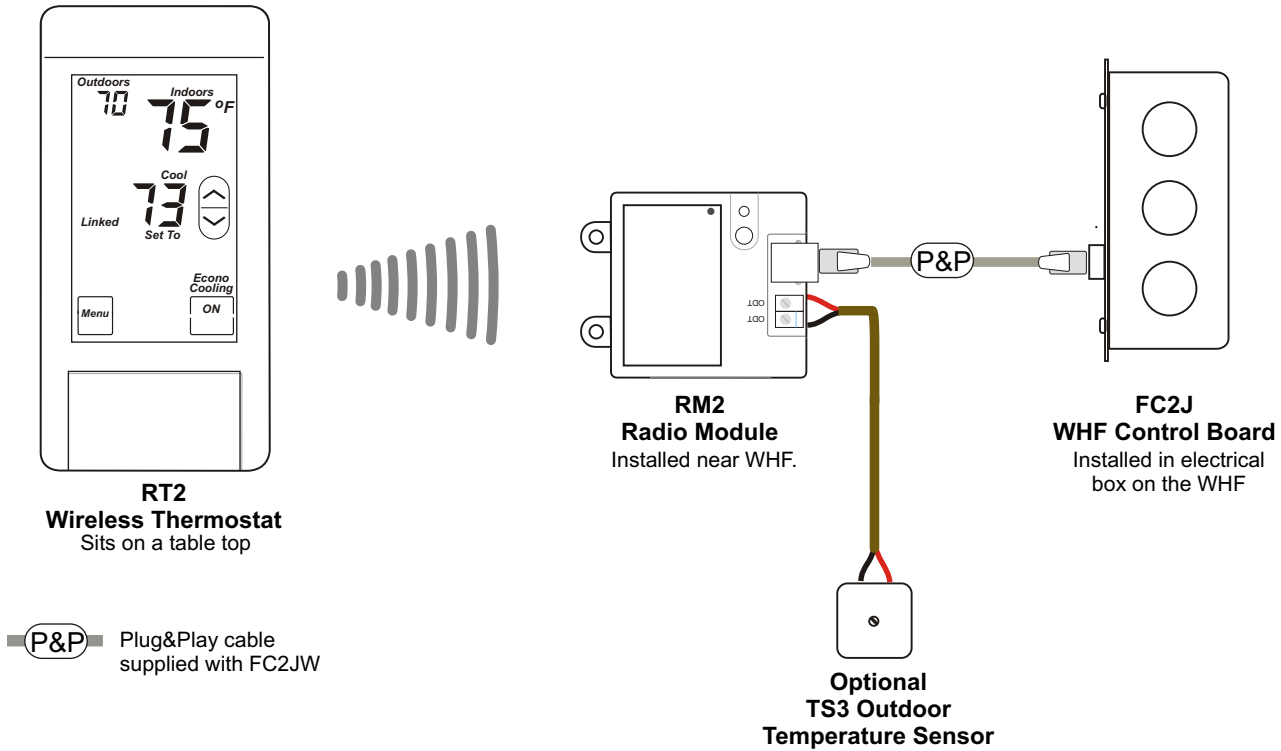 Outdoors
70
Indoors
75 °F
Cool
73
Set To
Linked
Econo
Cooling
ON
Menu
RT2
Wireless Thermostat
Sits on a table top
P&P
Plug&Play cable
supplied with FC2JW
ODT
ODT
RM2
Radio Module
Installed near WHF.
P&P
FC2J
WHF Control Board
Installed in electrical
box on the WHF
Optional
TS3 Outdoor
Temperature Sensor